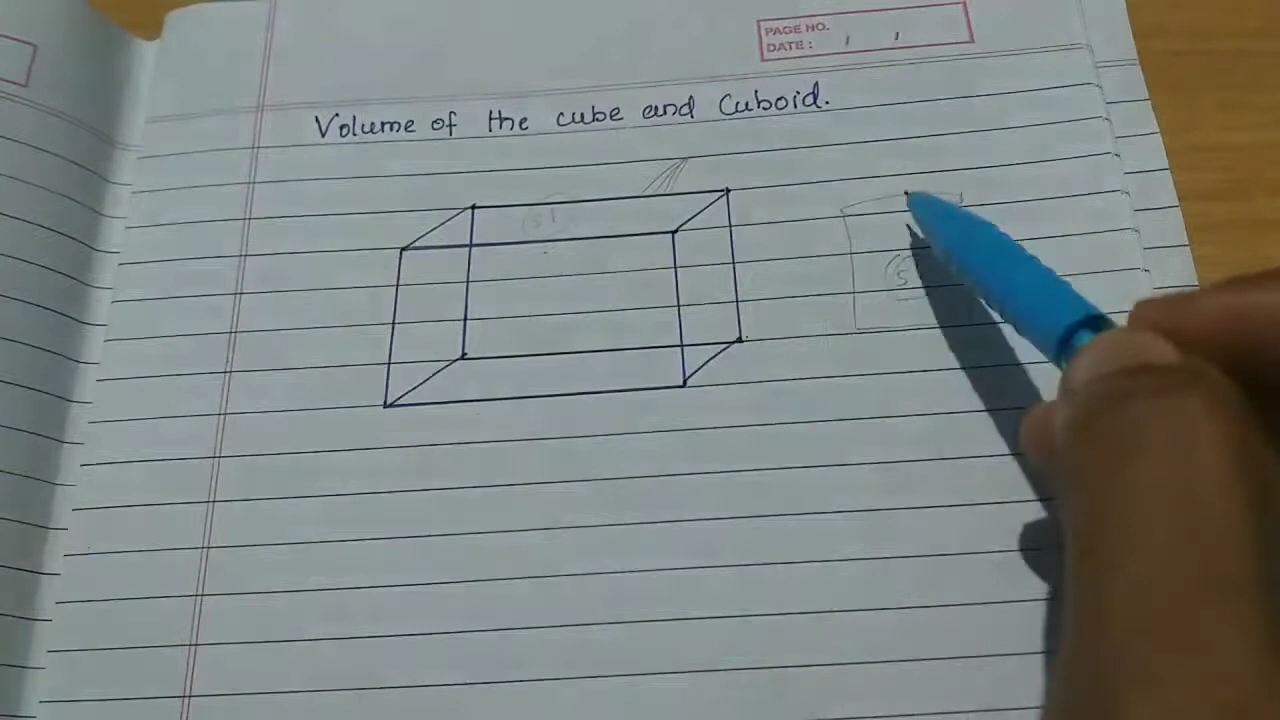 PAGE NO.
DATE :
Volume of the cube and Cuboid.